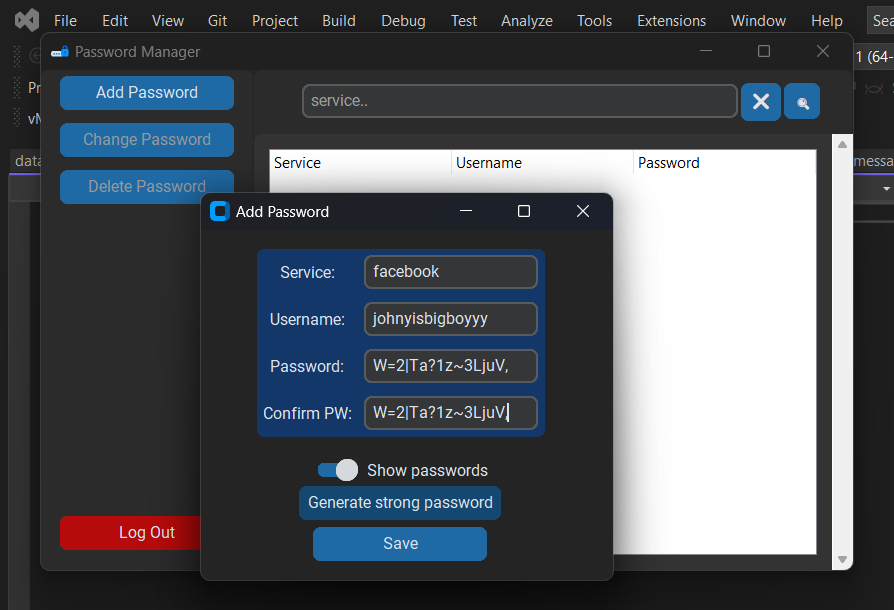 File Edit View Git Project Build Debug Test Analyze Tools Extensions Window Help Sea
Password Manager
1 (64-
Add Password
service..
Pr
Change Password
vM
data
Service Username Password
messa
Delete Password
Add Password
Service: facebook
Username: johnyisbigboyyy
Password: W=2|Ta?1z~3LjuV,
Confirm PW: W=2|Ta?1z~3LjuV,
Show passwords
Generate strong password
Log Out
Save